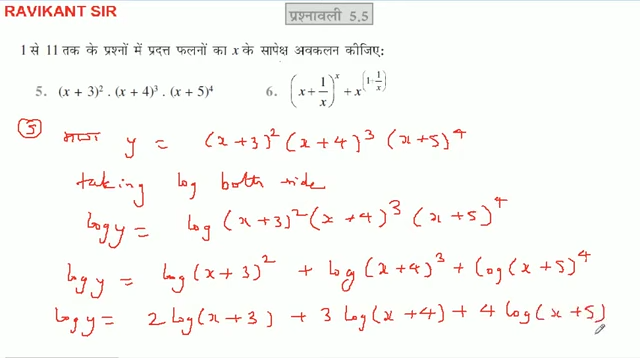 RAVIKANT SIR
प्रश्नावली 5.5
1 से 11 तक के प्रश्नों में प्रदत्त फलनों का x के सापेक्ष अवकलन कीजिए:
5. (x + 3)² . (x + 4)³ . (x + 5)⁴ 6. (x + 1/x)^x + x^(1+1/x)
⑤ माना y = (x+3)² (x+4)³ (x+5)⁴
taking log both side
log y = log (x+3)² (x+4)³ (x+5)⁴
log y = log (x+3)² + log (x+4)³ + log (x+5)⁴
log y = 2 log (x+3) + 3 log (x+4) + 4 log (x+5)